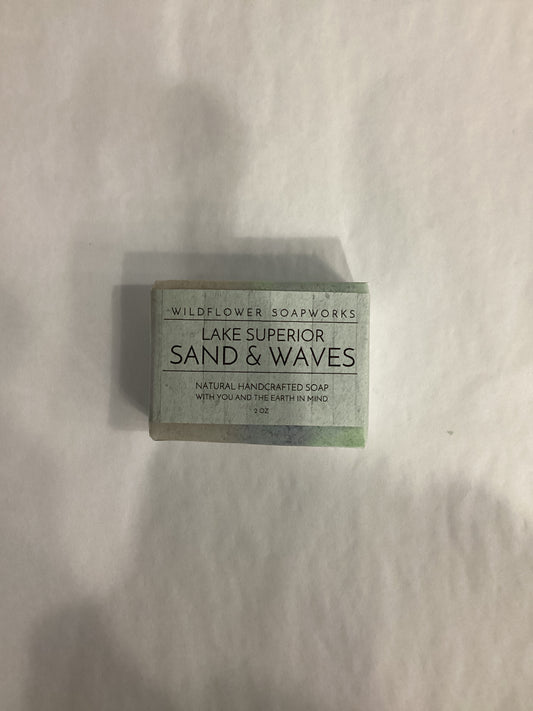 WILDFLOWER SOAPWORKS
LAKE SUPERIOR
SAND & WAVES
NATURAL HANDCRAFTED SOAP
WITH YOU AND THE EARTH IN MIND
2 OZ